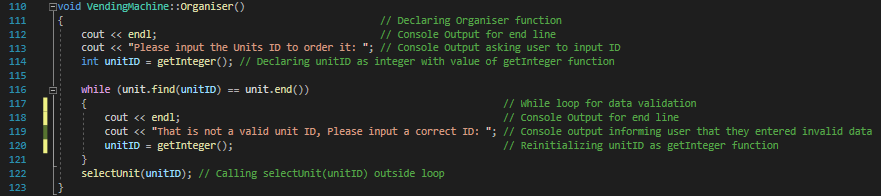 110 void VendingMachine::Organiser()
111 { // Declaring Organiser function
112 cout << endl; // Console Output for end line
113 cout << "Please input the Units ID to order it: "; // Console Output asking user to input ID
114 int unitID = getInteger(); // Declaring unitID as integer with value of getInteger function
115
116 while (unit.find(unitID) == unit.end())
117 { // While loop for data validation
118 cout << endl; // Console Output for end line
119 cout << "That is not a valid unit ID, Please input a correct ID: "; // Console output informing user that they entered invalid data
120 unitID = getInteger(); // Reinitializing unitID as getInteger function
121 }
122 selectUnit(unitID); // Calling selectUnit(unitID) outside loop
123 }